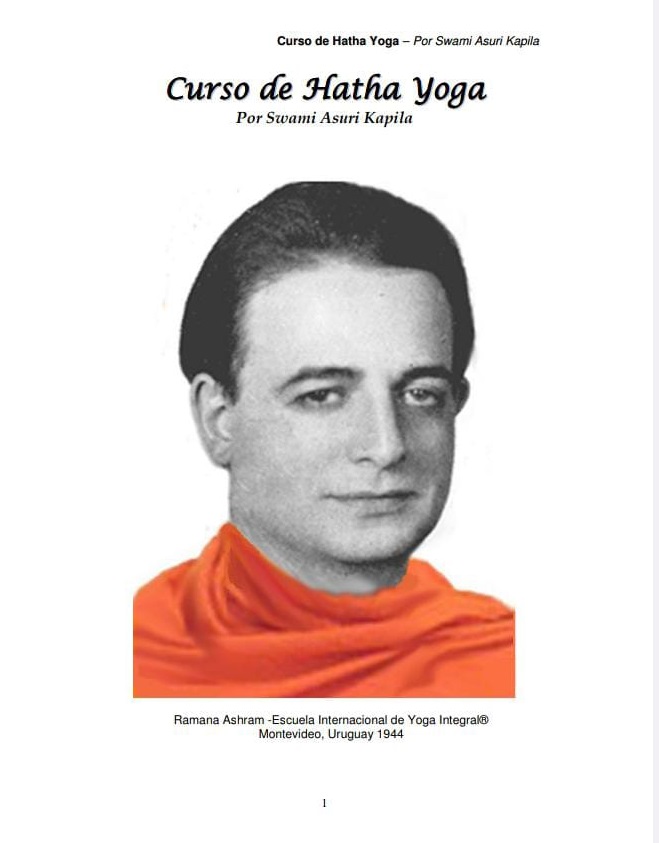 Curso de Hatha Yoga – Por Swami Asuri Kapila
Curso de Hatha Yoga
Por Swami Asuri Kapila
Ramana Ashram -Escuela Internacional de Yoga Integral®
Montevideo, Uruguay 1944
1